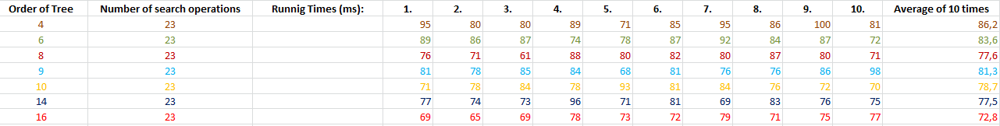 Order of Tree Number of search operations Runnig Times (ms): 1. 2. 3. 4. 5. 6. 7. 8. 9. 10. Average of 10 times
4 23 95 80 80 89 71 85 95 86 100 81 86,2
6 23 89 86 87 74 78 87 92 84 87 72 83,6
8 23 76 71 61 88 80 82 80 87 80 71 77,6
9 23 81 78 85 84 68 81 76 76 86 98 81,3
10 23 71 78 84 78 93 81 84 76 72 70 78,7
14 23 77 74 73 96 71 81 69 83 76 75 77,5
16 23 69 65 69 78 73 72 79 71 75 77 72,8